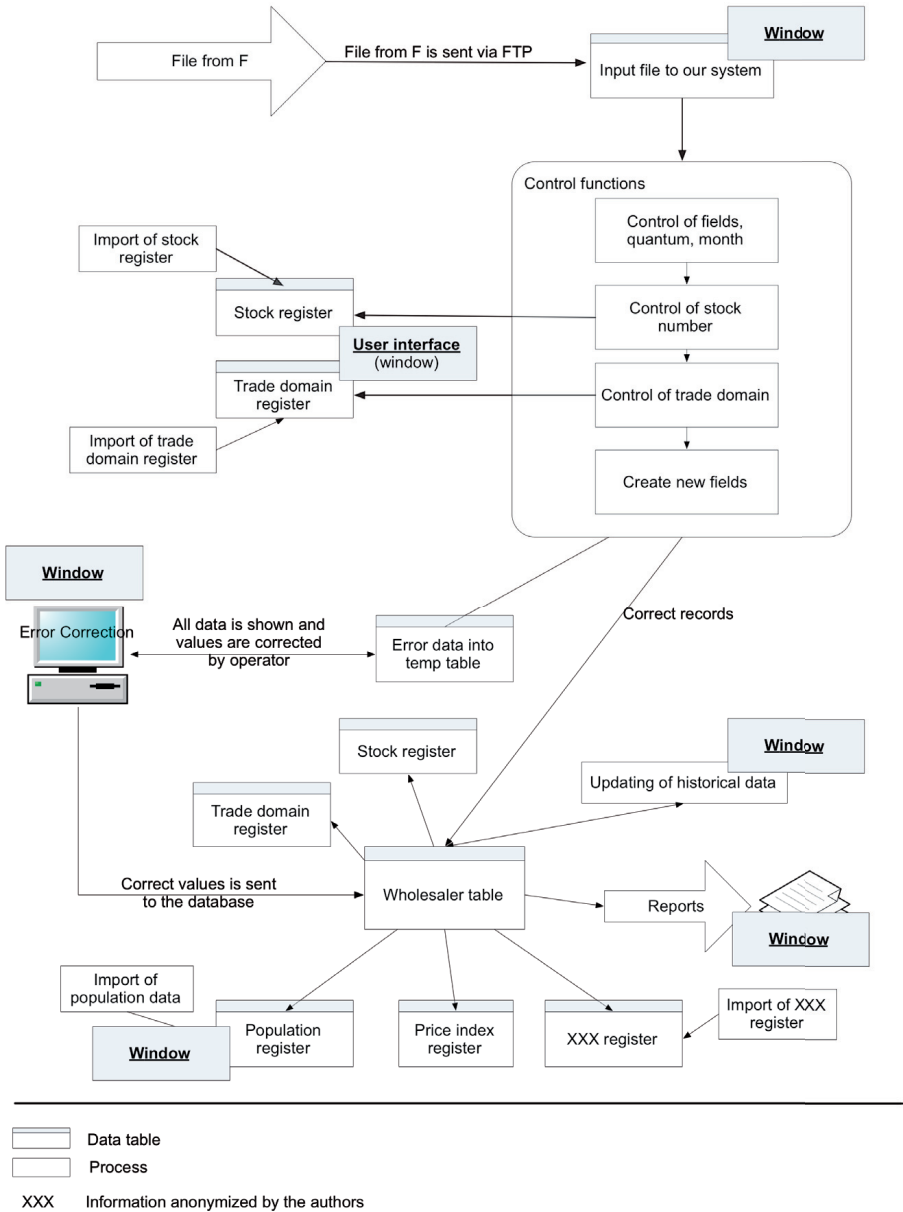 Window
File from F
File from F is sent via FTP
Input file to our system
Control functions
Control of fields,
quantum, month
Import of stock
register
Stock register
Control of stock
number
User interface
(window)
Trade domain
register
Control of trade domain
Import of trade
domain register
Create new fields
Window
Error Correction
All data is shown and
values are corrected
by operator
Error data into
temp table
Correct records
Stock register
Window
Updating of historical data
Trade domain
register
Correct values is sent
to the database
Wholesaler table
Reports
Window
Import of
population data
Window
Population
register
Price index
register
XXX register
Import of XXX
register
Data table
Process
XXX Information anonymized by the authors